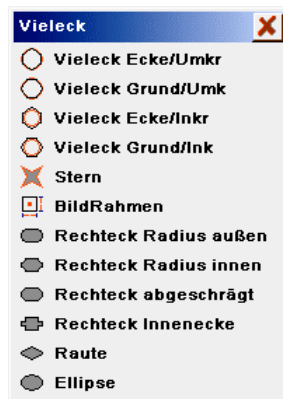 Vieleck
Vieleck Ecke/Umkr
Vieleck Grund/Umk
Vieleck Ecke/Inkr
Vieleck Grund/Ink
Stern
BildRahmen
Rechteck Radius außen
Rechteck Radius innen
Rechteck abgeschrägt
Rechteck Innenecke
Raute
Ellipse